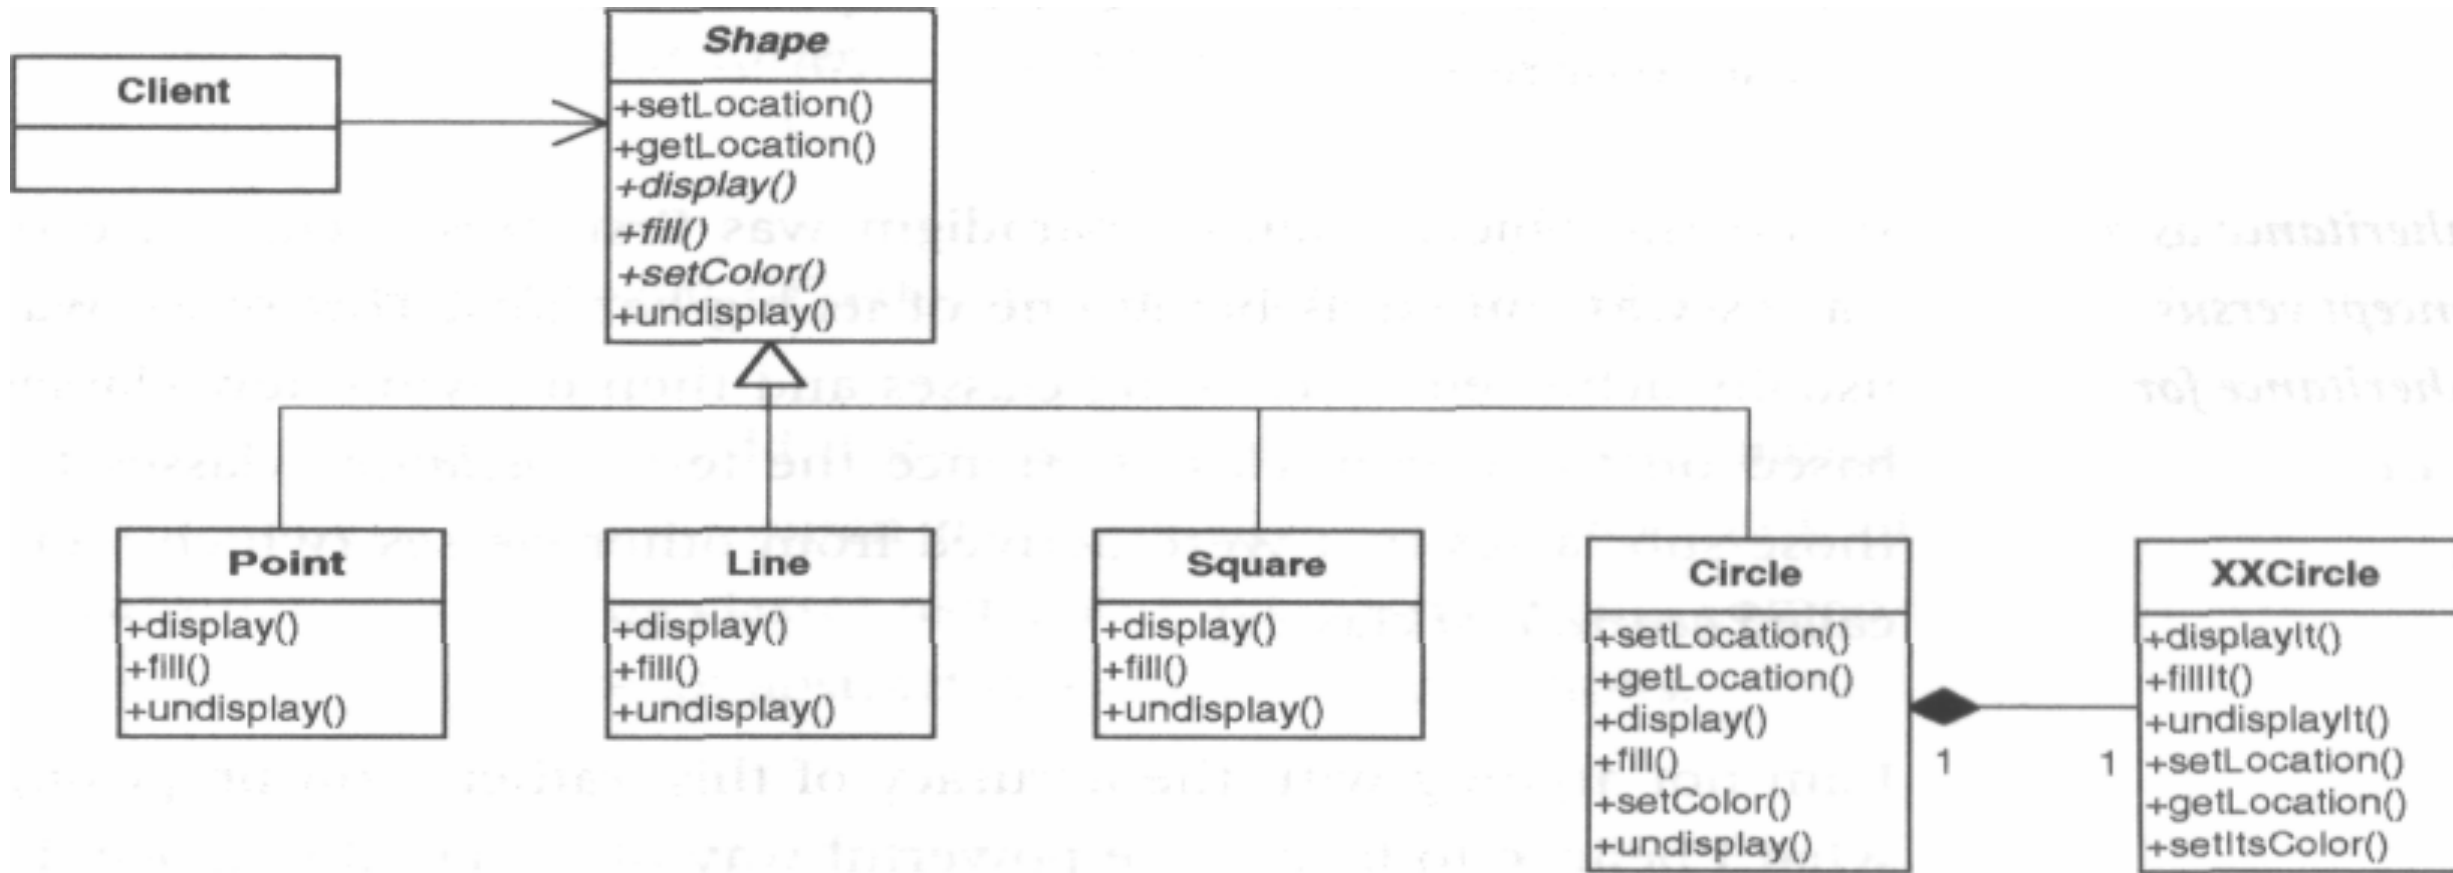 Shape
+setLocation()
+getLocation()
+display()
+fill()
+setColor()
+undisplay()
Client
Point
+display()
+fill()
+undisplay()
Line
+display()
+fill()
+undisplay()
Square
+display()
+fill()
+undisplay()
Circle
+setLocation()
+getLocation()
+display()
+fill()
+setColor()
+undisplay()
1
1
XXCircle
+displayIt()
+fillIt()
+undisplayIt()
+setLocation()
+getLocation()
+setItsColor()